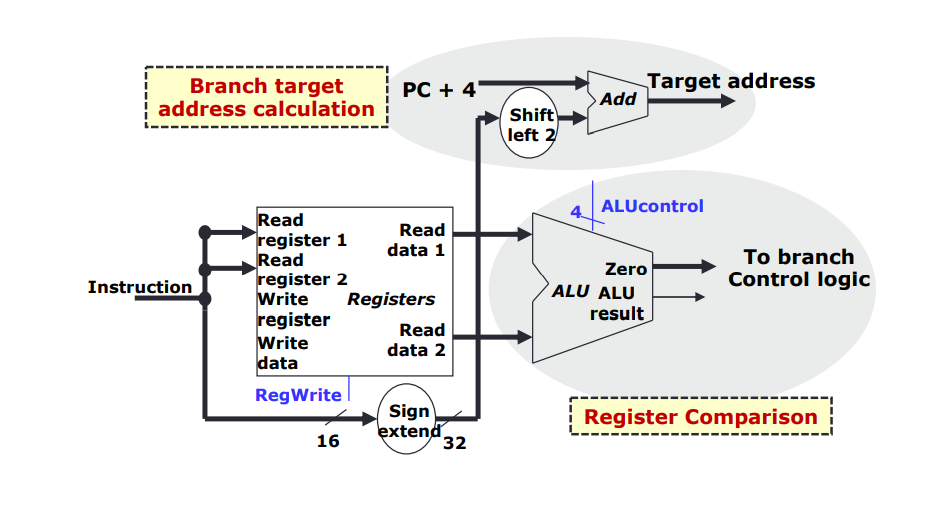 Branch target
address calculation
PC + 4
Shift
left 2
Add
Target address
4
ALUcontrol
Instruction
Read
register 1
Read
register 2
Write
register
Write
data
Registers
Read
data 1
Read
data 2
RegWrite
16
Sign
extend
32
ALU
Zero
ALU
result
To branch
Control logic
Register Comparison